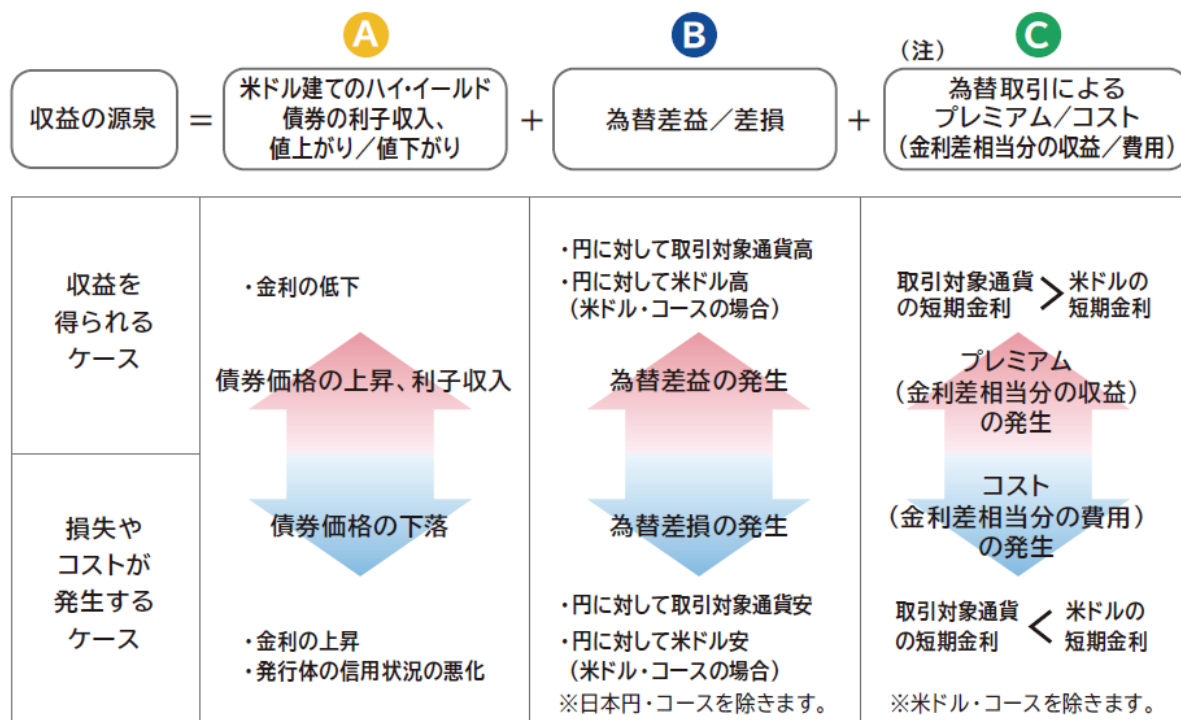 A
B
C
(注)
収益の源泉
=
米ドル建てのハイ・イールド
債券の利子収入、
値上がり/値下がり
+
為替差益/差損
+
為替取引による
プレミアム/コスト
(金利差相当分の収益/費用)
収益を
得られる
ケース
・金利の低下
債券価格の上昇、利子収入
・円に対して取引対象通貨高
・円に対して米ドル高
(米ドル・コースの場合)
為替差益の発生
取引対象通貨
の短期金利
>
米ドルの
短期金利
プレミアム
(金利差相当分の収益)
の発生
損失や
コストが
発生する
ケース
債券価格の下落
・金利の上昇
・発行体の信用状況の悪化
為替差損の発生
・円に対して取引対象通貨安
・円に対して米ドル安
(米ドル・コースの場合)
※日本円・コースを除きます。
コスト
(金利差相当分の費用)
の発生
取引対象通貨
の短期金利
<
米ドルの
短期金利
※米ドル・コースを除きます。